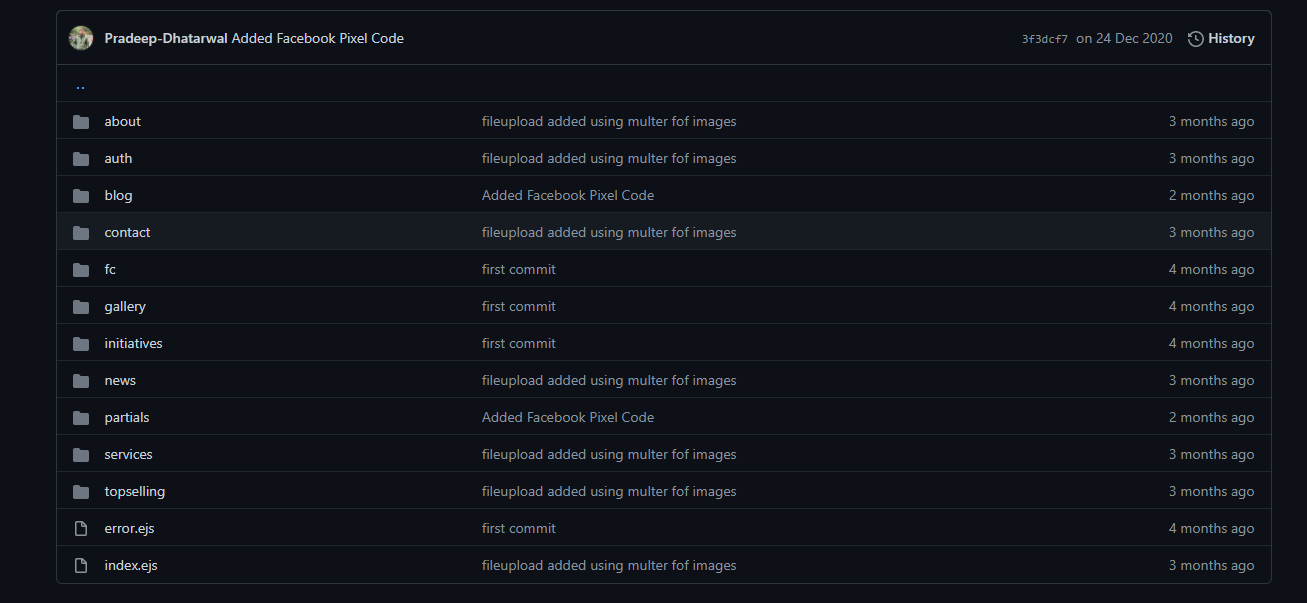 Pradeep-Dhatarwal Added Facebook Pixel Code 3f3dcf7 on 24 Dec 2020 History
..
about fileupload added using multer fof images 3 months ago
auth fileupload added using multer fof images 3 months ago
blog Added Facebook Pixel Code 2 months ago
contact fileupload added using multer fof images 3 months ago
fc first commit 4 months ago
gallery first commit 4 months ago
initiatives first commit 4 months ago
news fileupload added using multer fof images 3 months ago
partials Added Facebook Pixel Code 2 months ago
services fileupload added using multer fof images 3 months ago
topselling fileupload added using multer fof images 3 months ago
error.ejs first commit 4 months ago
index.ejs fileupload added using multer fof images 3 months ago